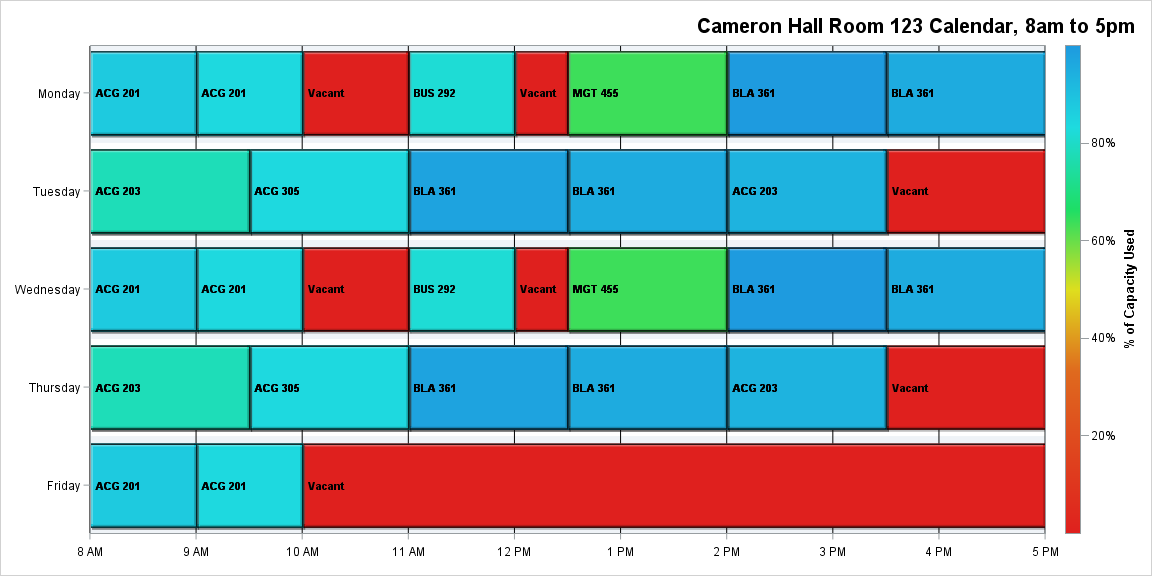 Cameron Hall Room 123 Calendar, 8am to 5pm
Monday
ACG 201
ACG 201
Vacant
BUS 292
Vacant
MGT 455
BLA 361
BLA 361
Tuesday
ACG 203
ACG 305
BLA 361
BLA 361
ACG 203
Vacant
Wednesday
ACG 201
ACG 201
Vacant
BUS 292
Vacant
MGT 455
BLA 361
BLA 361
Thursday
ACG 203
ACG 305
BLA 361
BLA 361
ACG 203
Vacant
Friday
ACG 201
ACG 201
Vacant
8 AM
9 AM
10 AM
11 AM
12 PM
1 PM
2 PM
3 PM
4 PM
5 PM
80%
60%
40%
20%
% of Capacity Used